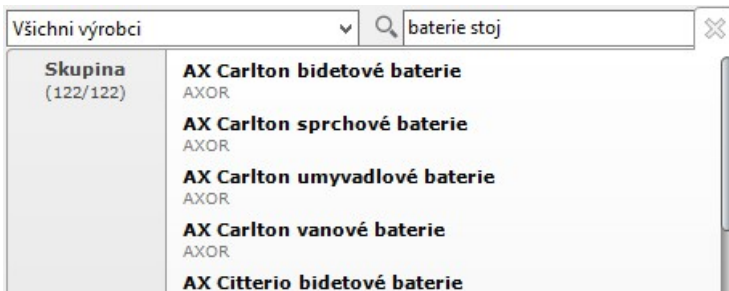 Všichni výrobci
baterie stoj
Skupina
(122/122)
AX Carlton bidetové baterie
AXOR
AX Carlton sprchové baterie
AXOR
AX Carlton umyvadlové baterie
AXOR
AX Carlton vanové baterie
AXOR
AX Citterio bidetové baterie